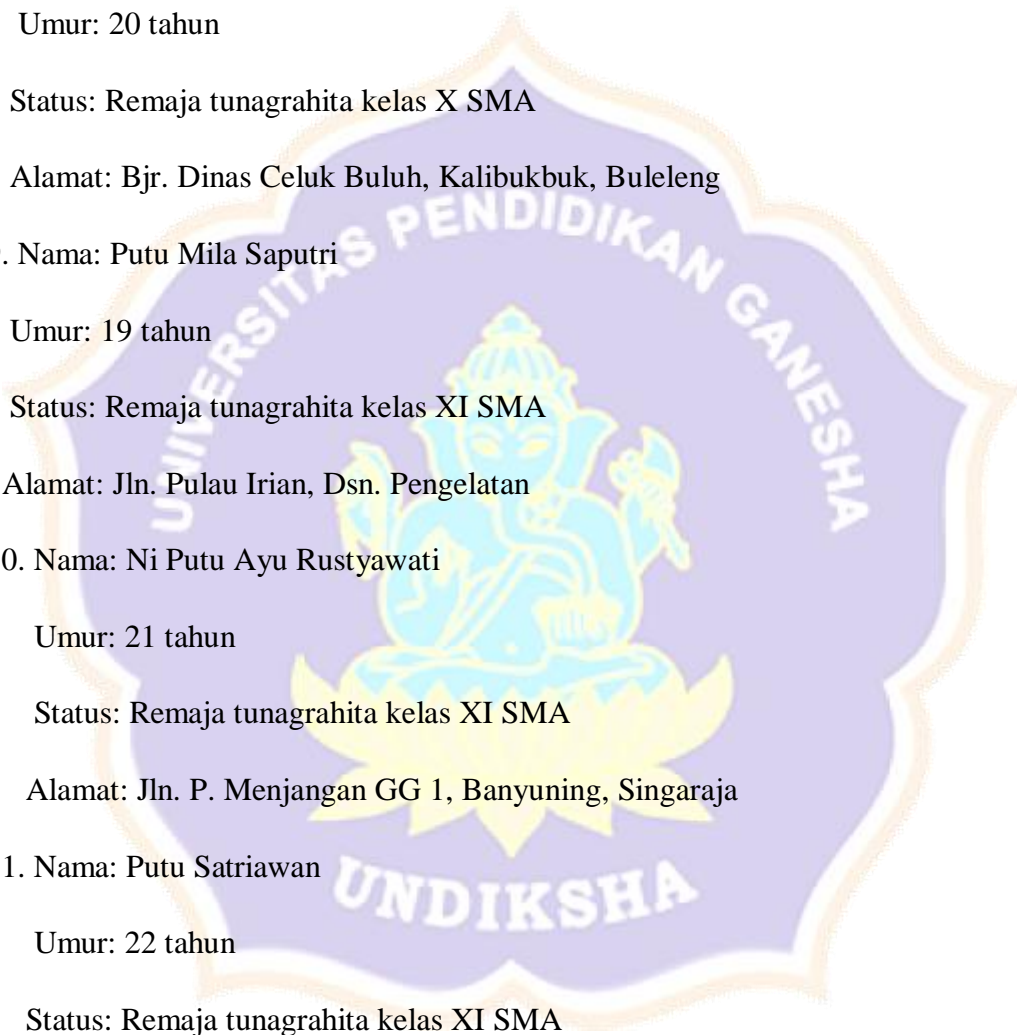 Umur: 20 tahun
Status: Remaja tunagrahita kelas X SMA
Alamat: Bjr. Dinas Celuk Buluh, Kalibukbuk, Buleleng
. Nama: Putu Mila Saputri
Umur: 19 tahun
Status: Remaja tunagrahita kelas XI SMA
Alamat: Jln. Pulau Irian, Dsn. Pengelatan
0. Nama: Ni Putu Ayu Rustyawati
Umur: 21 tahun
Status: Remaja tunagrahita kelas XI SMA
Alamat: Jln. P. Menjangan GG 1, Banyuning, Singaraja
1. Nama: Putu Satriawan
Umur: 22 tahun
Status: Remaja tunagrahita kelas XI SMA
UNIVERSITAS PENDIDIKAN GANESHA
UNDIKSHA